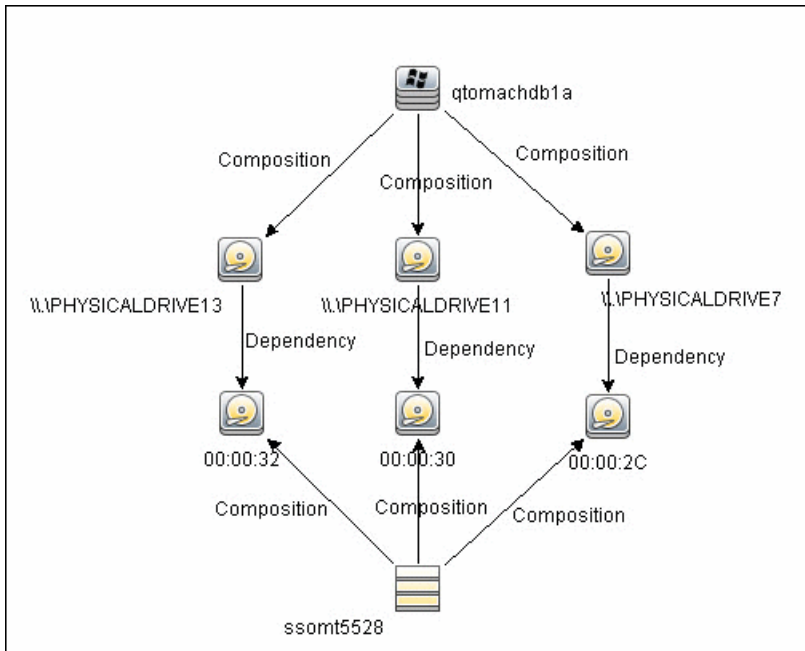 qtomachdb1a
Composition
Composition
Composition
\\.\PHYSICALDRIVE13
\\.\PHYSICALDRIVE11
\\.\PHYSICALDRIVE7
Dependency
Dependency
Dependency
00:00:32
00:00:30
00:00:2C
Composition
Composition
Composition
ssomt5528